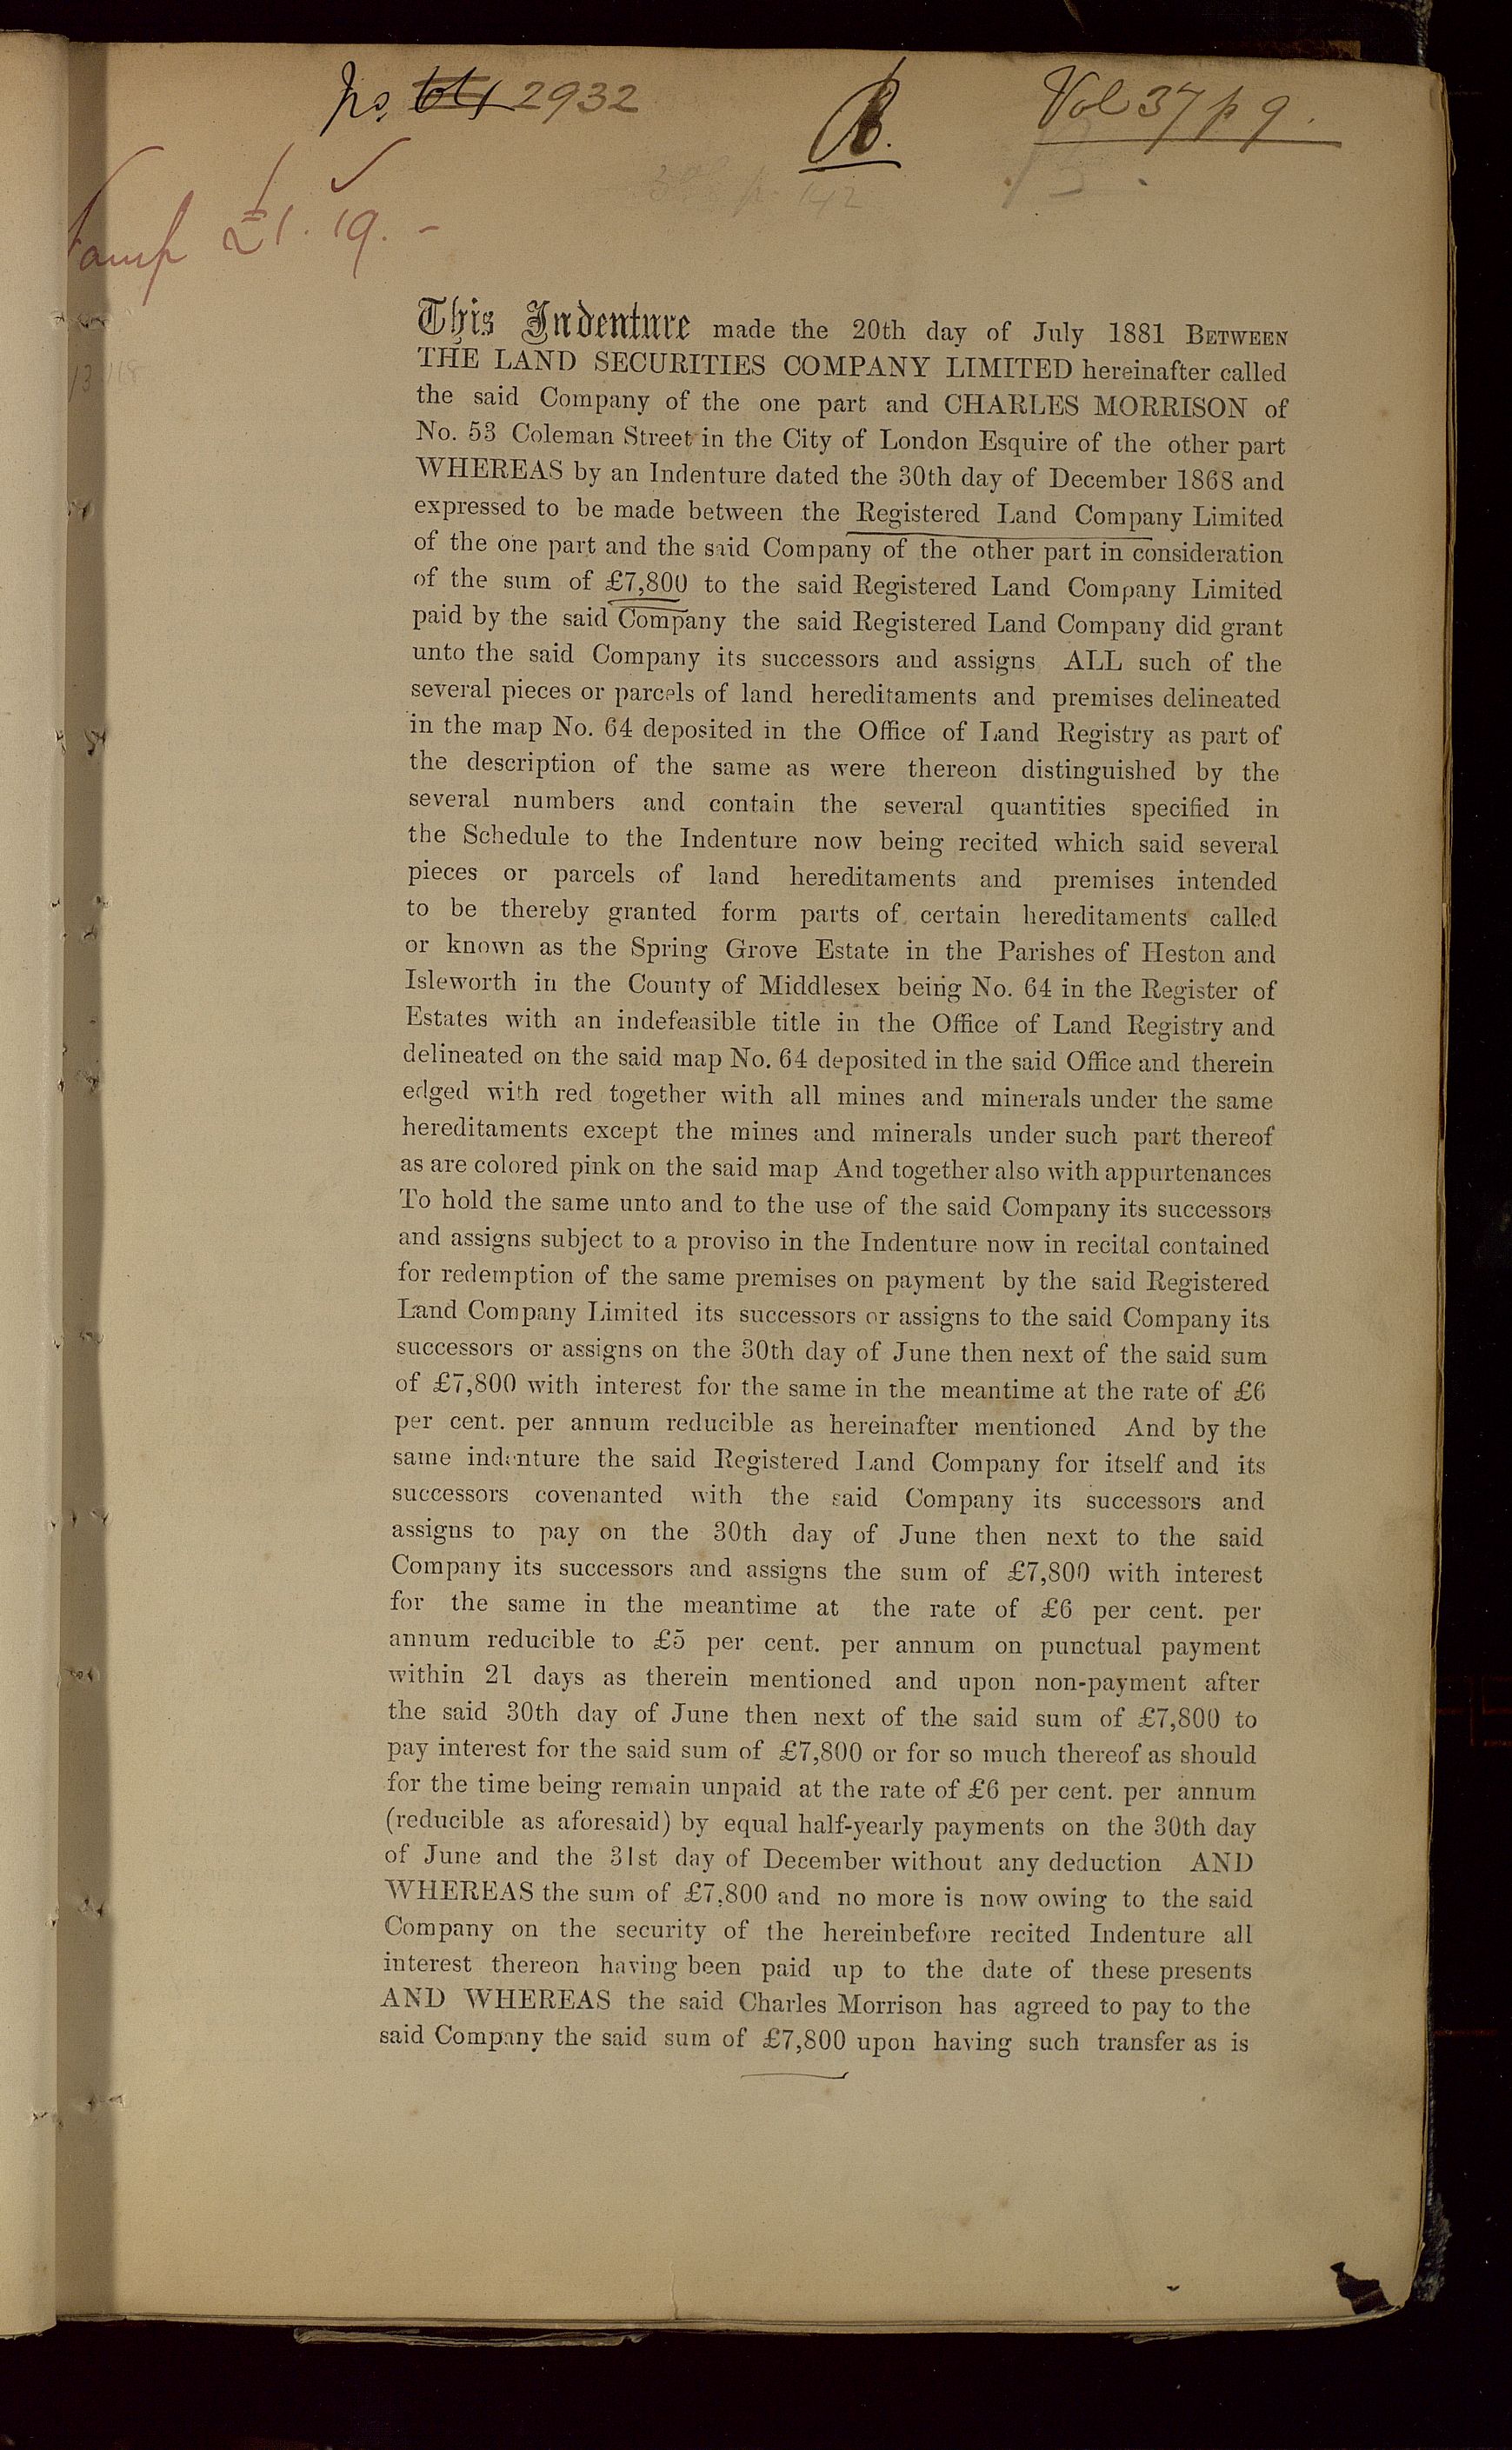 No. 64 2932
B.
Vol 37 p 9.
Stamp £1. 19. -
This Indenture made the 20th day of July 1881 BETWEEN
THE LAND SECURITIES COMPANY LIMITED hereinafter called
the said Company of the one part and CHARLES MORRISON of
No. 53 Coleman Street in the City of London Esquire of the other part
WHEREAS by an Indenture dated the 30th day of December 1868 and
expressed to be made between the Registered Land Company Limited
of the one part and the said Company of the other part in consideration
of the sum of £7,800 to the said Registered Land Company Limited
paid by the said Company the said Registered Land Company did grant
unto the said Company its successors and assigns ALL such of the
several pieces or parcels of land hereditaments and premises delineated
in the map No. 64 deposited in the Office of Land Registry as part of
the description of the same as were thereon distinguished by the
several numbers and contain the several quantities specified in
the Schedule to the Indenture now being recited which said several
pieces or parcels of land hereditaments and premises intended
to be thereby granted form parts of certain hereditaments called
or known as the Spring Grove Estate in the Parishes of Heston and
Isleworth in the County of Middlesex being No. 64 in the Register of
Estates with an indefeasible title in the Office of Land Registry and
delineated on the said map No. 64 deposited in the said Office and therein
edged with red together with all mines and minerals under the same
hereditaments except the mines and minerals under such part thereof
as are colored pink on the said map And together also with appurtenances
To hold the same unto and to the use of the said Company its successors
and assigns subject to a proviso in the Indenture now in recital contained
for redemption of the same premises on payment by the said Registered
Land Company Limited its successors or assigns to the said Company its
successors or assigns on the 30th day of June then next of the said sum
of £7,800 with interest for the same in the meantime at the rate of £6
per cent. per annum reducible as hereinafter mentioned And by the
same indenture the said Registered Land Company for itself and its
successors covenanted with the said Company its successors and
assigns to pay on the 30th day of June then next to the said
Company its successors and assigns the sum of £7,800 with interest
for the same in the meantime at the rate of £6 per cent. per
annum reducible to £5 per cent. per annum on punctual payment
within 21 days as therein mentioned and upon non-payment after
the said 30th day of June then next of the said sum of £7,800 to
pay interest for the said sum of £7,800 or for so much thereof as should
for the time being remain unpaid at the rate of £6 per cent. per annum
(reducible as aforesaid) by equal half-yearly payments on the 30th day
of June and the 31st day of December without any deduction AND
WHEREAS the sum of £7,800 and no more is now owing to the said
Company on the security of the hereinbefore recited Indenture all
interest thereon having been paid up to the date of these presents
AND WHEREAS the said Charles Morrison has agreed to pay to the
said Company the said sum of £7,800 upon having such transfer as is